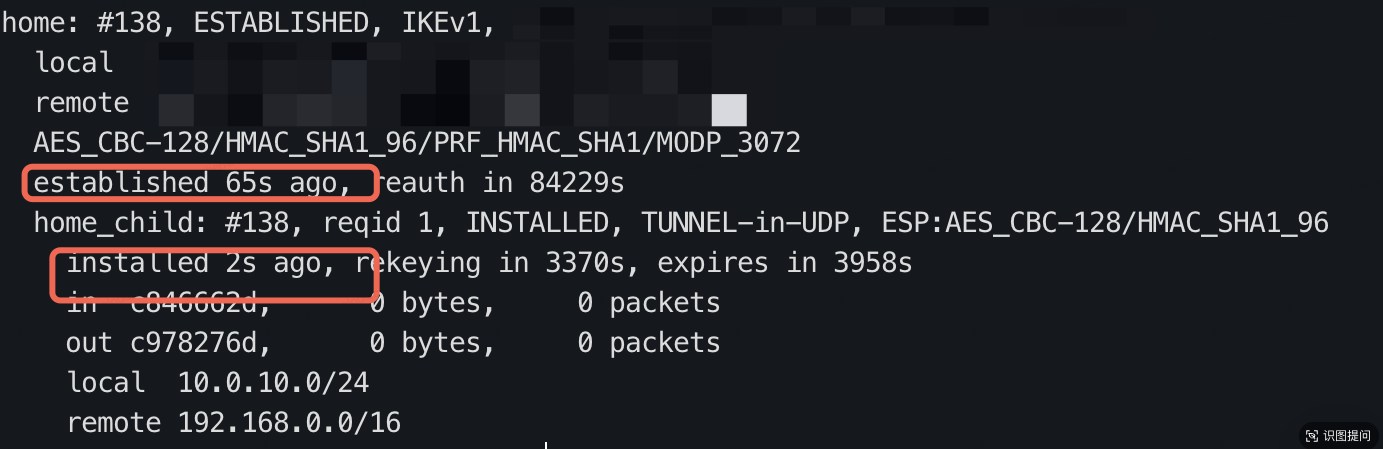 home: #138, ESTABLISHED, IKEv1,
local
remote
AES_CBC-128/HMAC_SHA1_96/PRF_HMAC_SHA1/MODP_3072
established 65s ago, reauth in 84229s
home_child: #138, reqid 1, INSTALLED, TUNNEL-in-UDP, ESP:AES_CBC-128/HMAC_SHA1_96
installed 2s ago, rekeying in 3370s, expires in 3958s
in c846662d, 0 bytes, 0 packets
out c978276d, 0 bytes, 0 packets
local 10.0.10.0/24
remote 192.168.0.0/16
识图提问